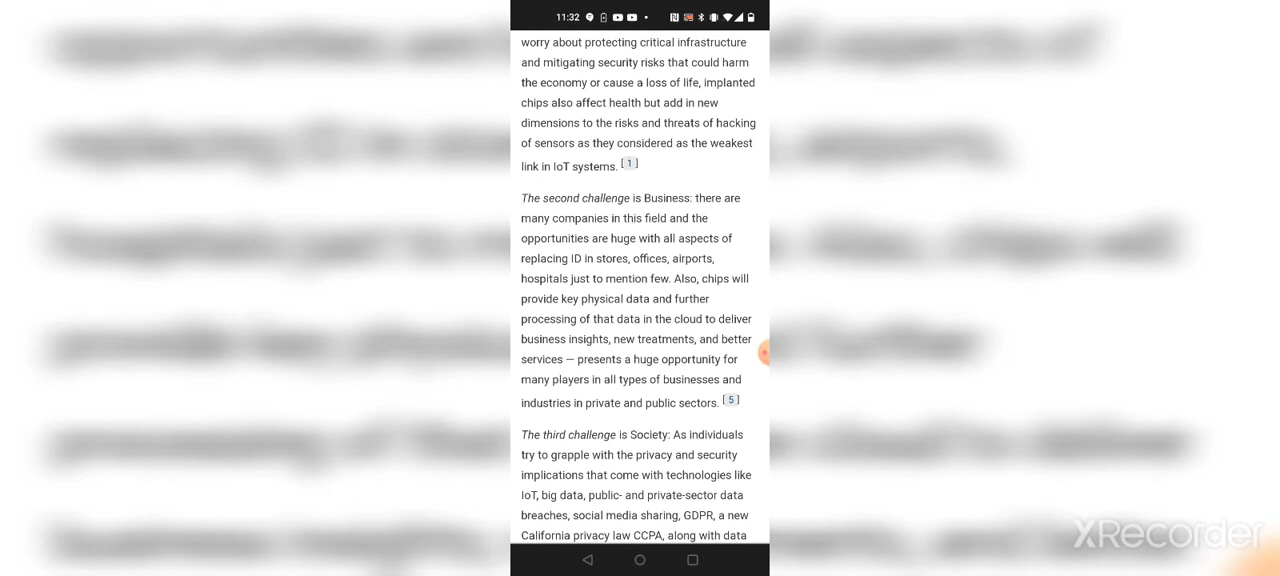 11:32
worry about protecting critical infrastructure
and mitigating security risks that could harm
the economy or cause a loss of life, implanted
chips also affect health but add in new
dimensions to the risks and threats of hacking
of sensors as they considered as the weakest
link in IoT systems. [1]
The second challenge is Business: there are
many companies in this field and the
opportunities are huge with all aspects of
replacing ID in stores, offices, airports,
hospitals just to mention few. Also, chips will
provide key physical data and further
processing of that data in the cloud to deliver
business insights, new treatments, and better
services — presents a huge opportunity for
many players in all types of businesses and
industries in private and public sectors. [5]
The third challenge is Society: As individuals
try to grapple with the privacy and security
implications that come with technologies like
IoT, big data, public- and private-sector data
breaches, social media sharing, GDPR, a new
California privacy law CCPA, along with data
XRecorder